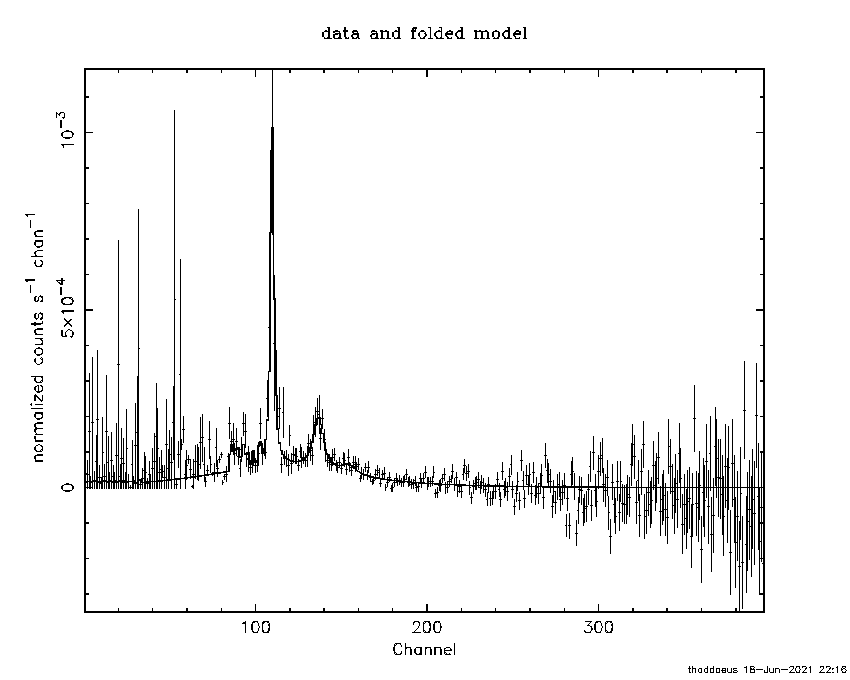 data and folded model
normalized counts s⁻¹ chan⁻¹
10⁻³
5×10⁻⁴
0
100 200 300
Channel
thaddaeus 18-Jun-2021 22:16